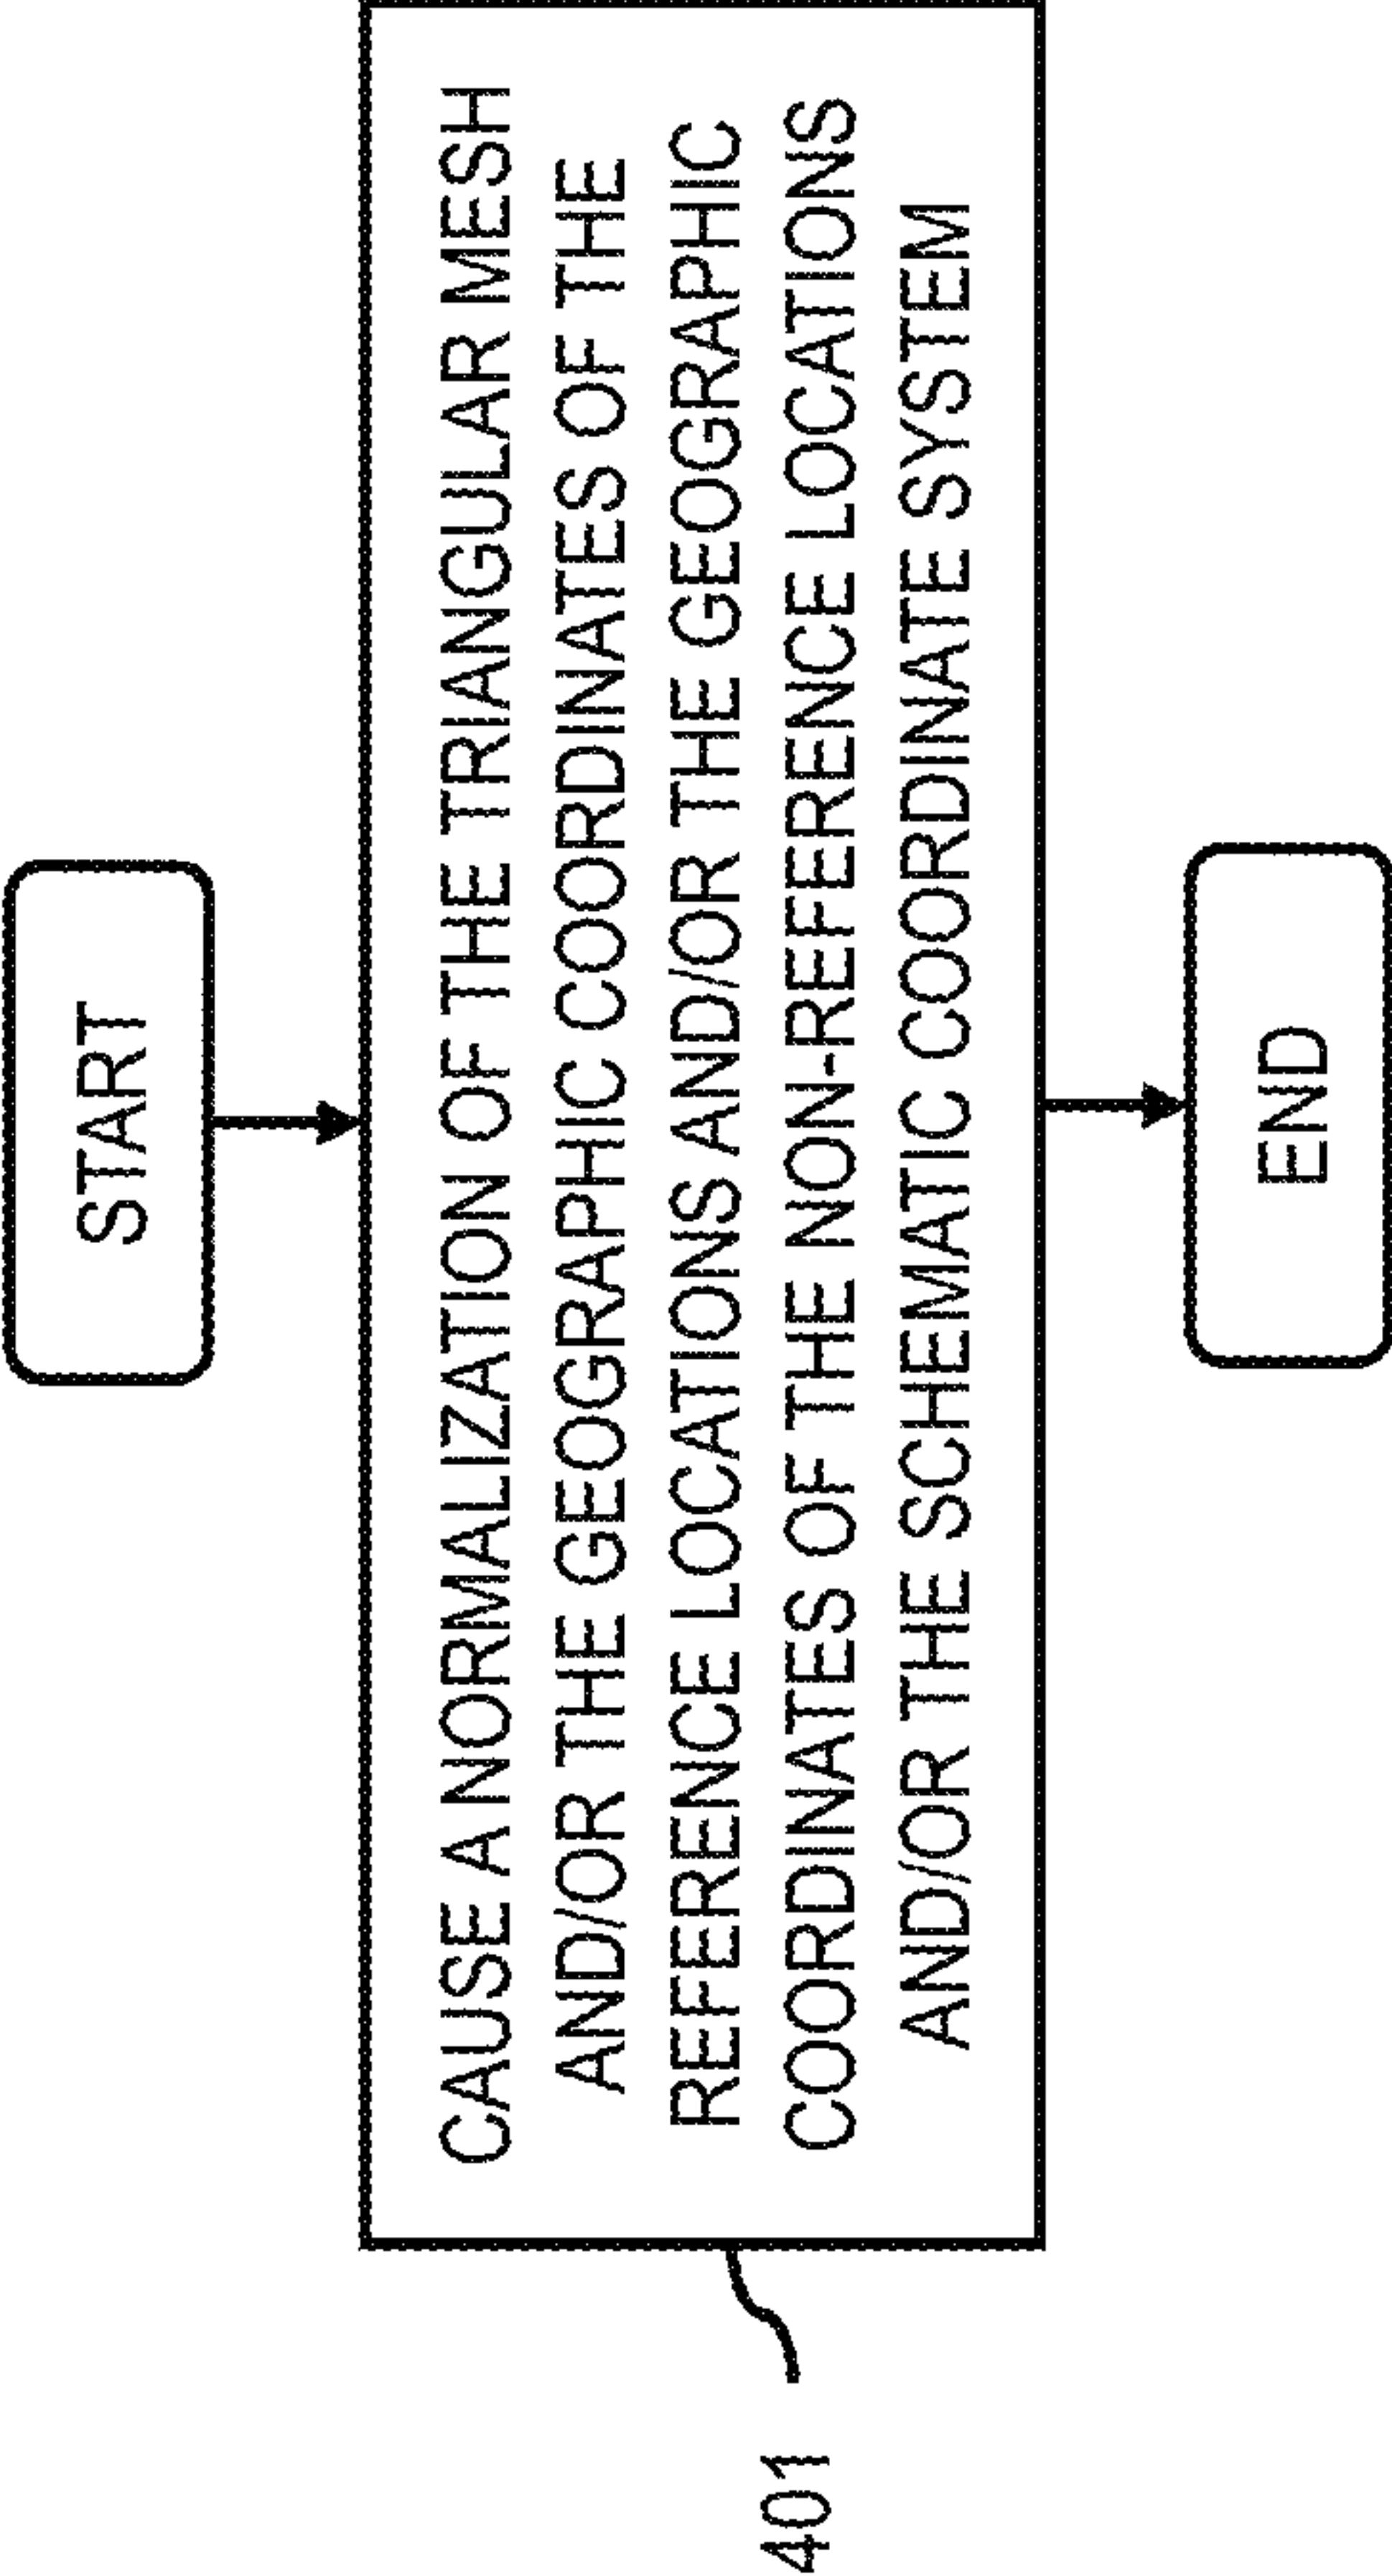 START
CAUSE A NORMALIZATION OF THE TRIANGULAR MESH
AND/OR THE GEOGRAPHIC COORDINATES OF THE
REFERENCE LOCATIONS AND/OR THE GEOGRAPHIC
COORDINATES OF THE NON-REFERENCE LOCATIONS
AND/OR THE SCHEMATIC COORDINATE SYSTEM
401
END